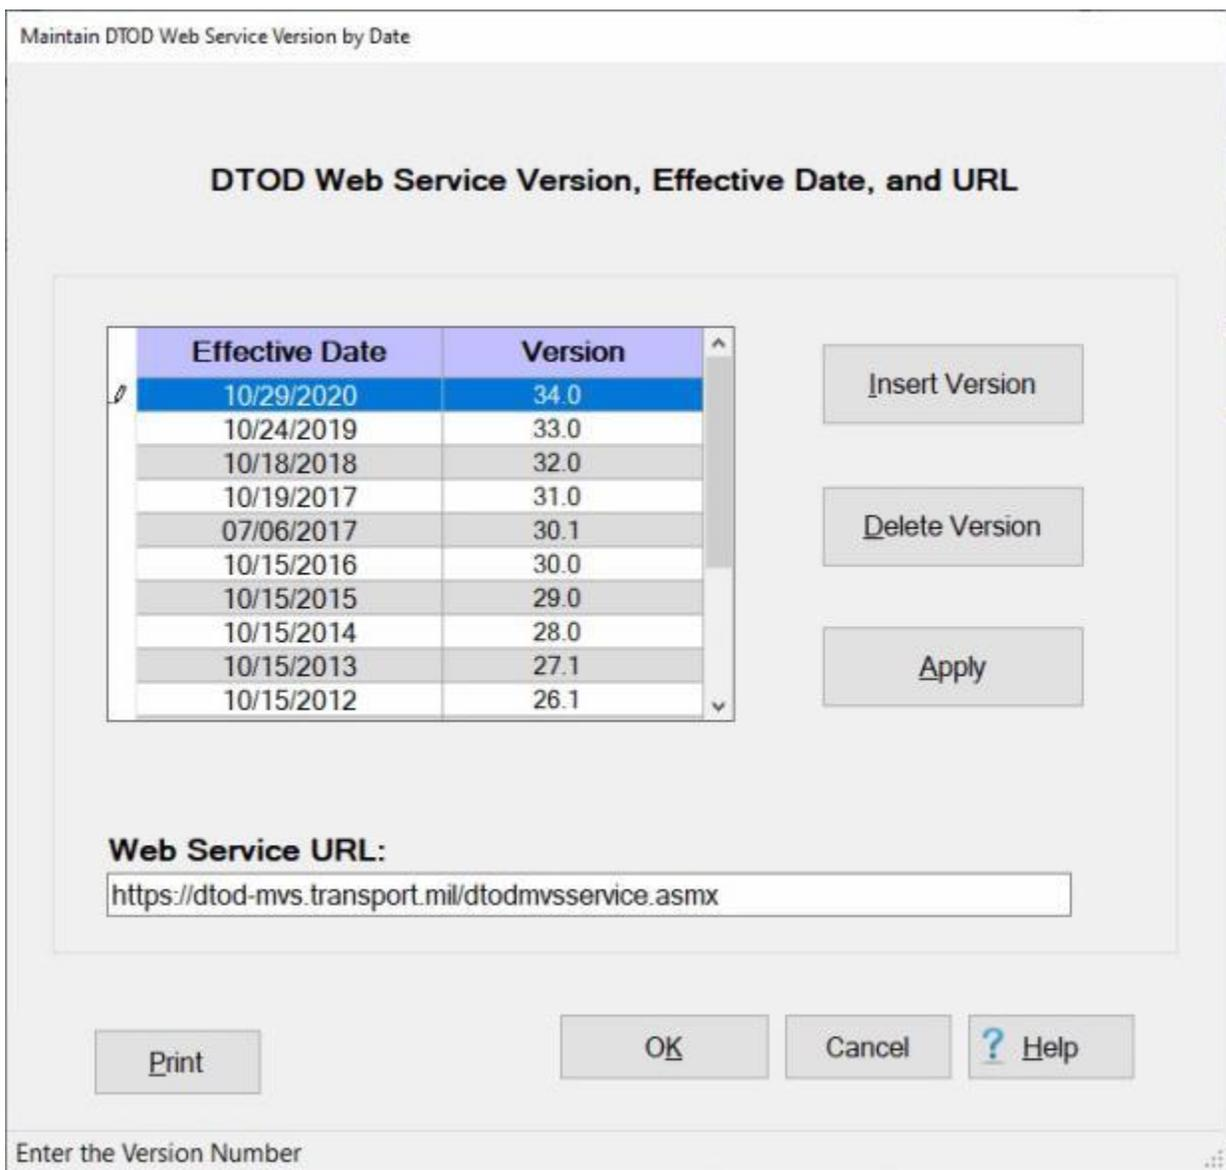 Maintain DTOD Web Service Version by Date
DTOD Web Service Version, Effective Date, and URL
Effective Date Version
10/29/2020 34.0
10/24/2019 33.0
10/18/2018 32.0
10/19/2017 31.0
07/06/2017 30.1
10/15/2016 30.0
10/15/2015 29.0
10/15/2014 28.0
10/15/2013 27.1
10/15/2012 26.1
Insert Version
Delete Version
Apply
Web Service URL:
https://dtod-mvs.transport.mil/dtodmvsservice.asmx
Print
OK
Cancel
? Help
Enter the Version Number